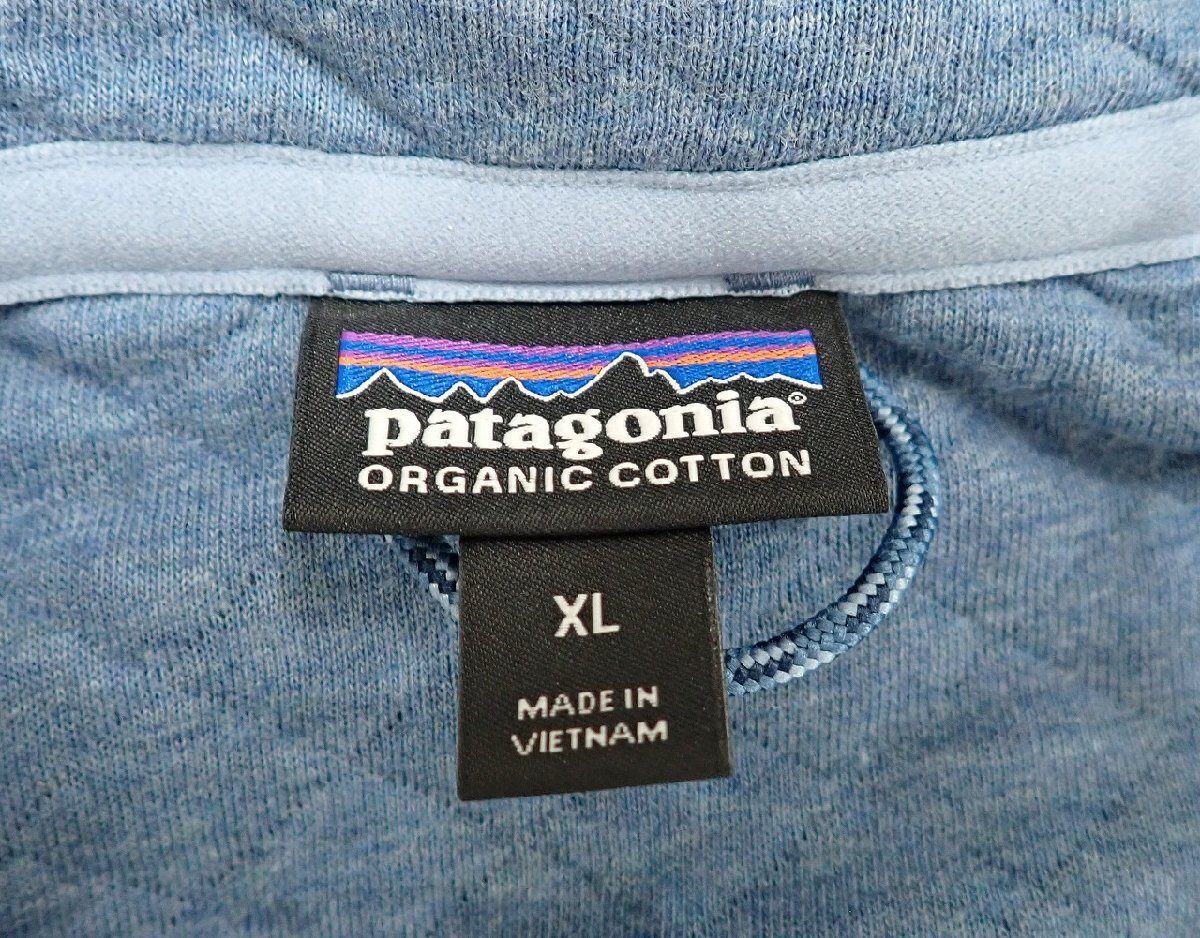 patagonia®
ORGANIC COTTON
XL
MADE IN
VIETNAM